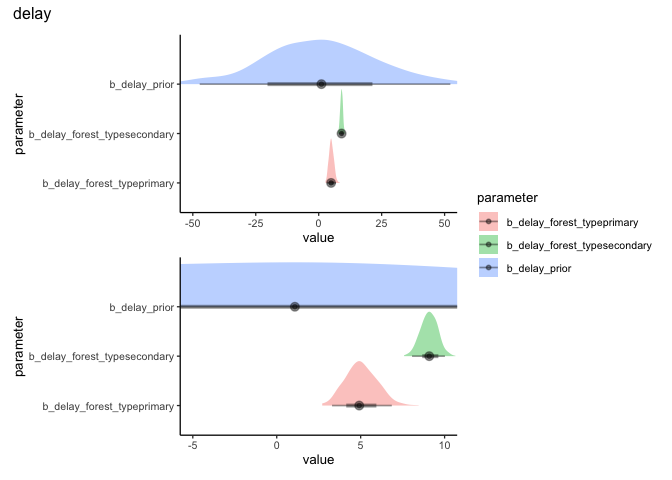 delay
parameter
b_delay_prior
b_delay_forest_typesecondary
b_delay_forest_typeprimary
-50 -25 0 25 50
value
parameter
b_delay_forest_typeprimary
b_delay_forest_typesecondary
b_delay_prior
parameter
b_delay_prior
b_delay_forest_typesecondary
b_delay_forest_typeprimary
-5 0 5 10
value